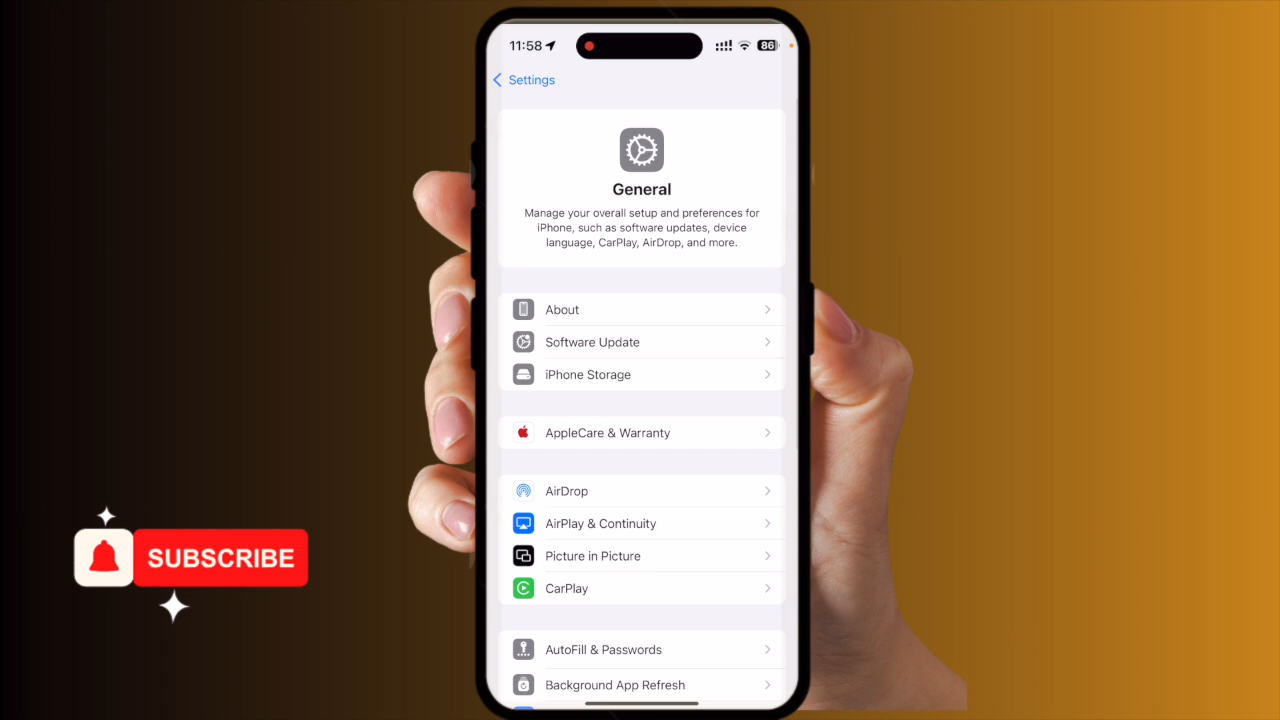 11:58
86
Settings
General
Manage your overall setup and preferences for
iPhone, such as software updates, device
language, CarPlay, AirDrop, and more.
About
Software Update
iPhone Storage
AppleCare & Warranty
AirDrop
AirPlay & Continuity
Picture in Picture
CarPlay
AutoFill & Passwords
Background App Refresh
SUBSCRIBE